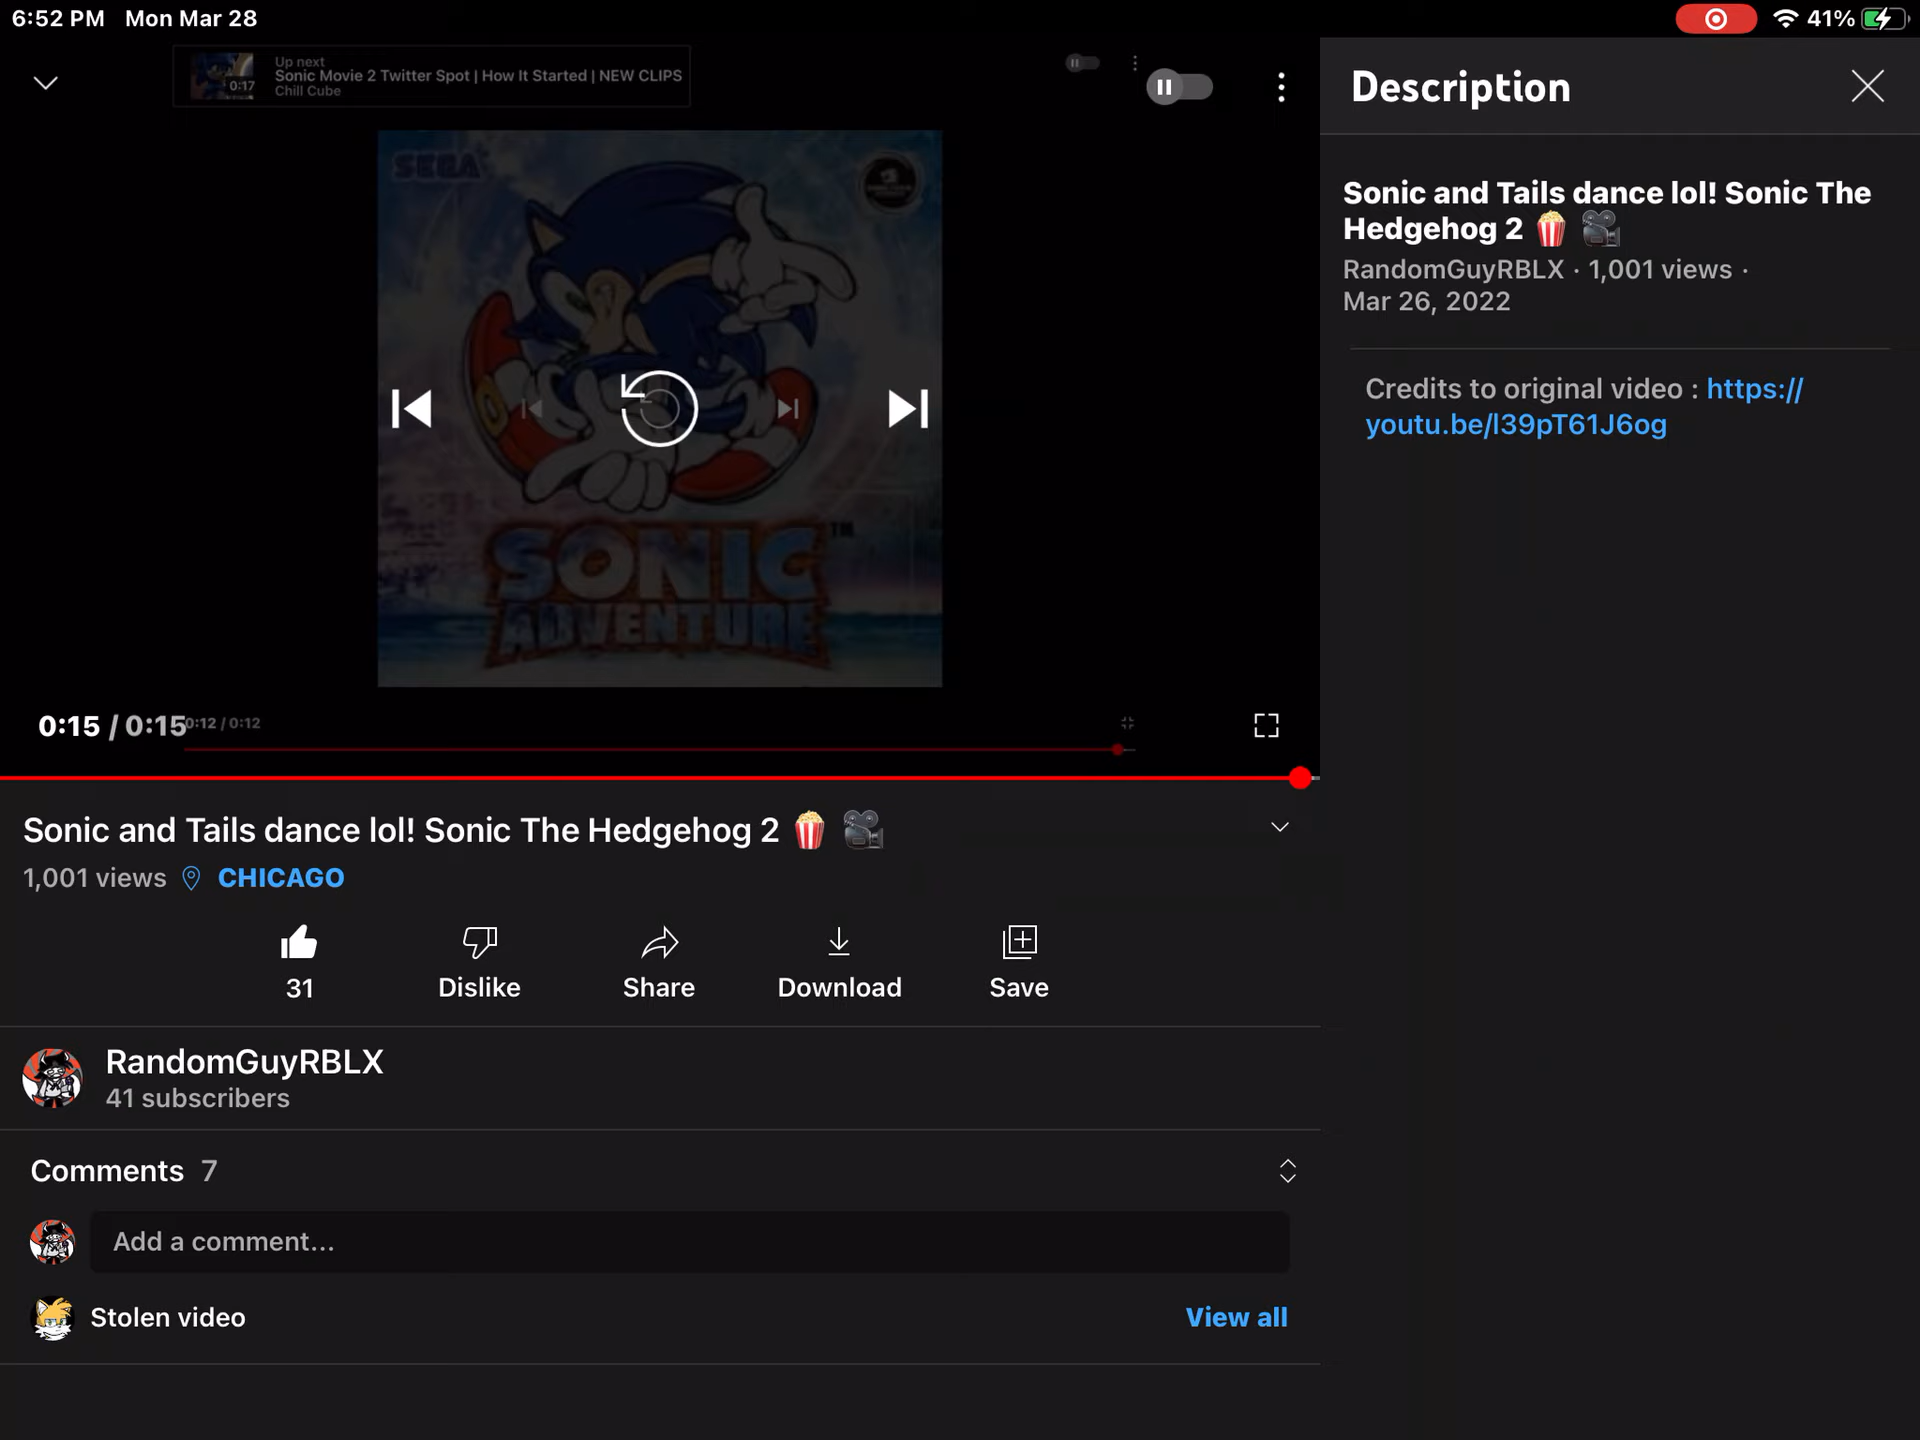 6:52 PM Mon Mar 28
41%
Up next
Sonic Movie 2 Twitter Spot | How It Started | NEW CLIPS
0:17
Chill Cube
SEGA
SONIC
TM
ADVENTURE
0:15 / 0:15
0:12 / 0:12
Sonic and Tails dance lol! Sonic The Hedgehog 2 🍿 🎥
1,001 views CHICAGO
31
Dislike
Share
Download
Save
RandomGuyRBLX
41 subscribers
Comments 7
Add a comment...
Stolen video
View all
Description
Sonic and Tails dance lol! Sonic The
Hedgehog 2 🍿 🎥
RandomGuyRBLX · 1,001 views ·
Mar 26, 2022
Credits to original video : https://
youtu.be/l39pT61J6og